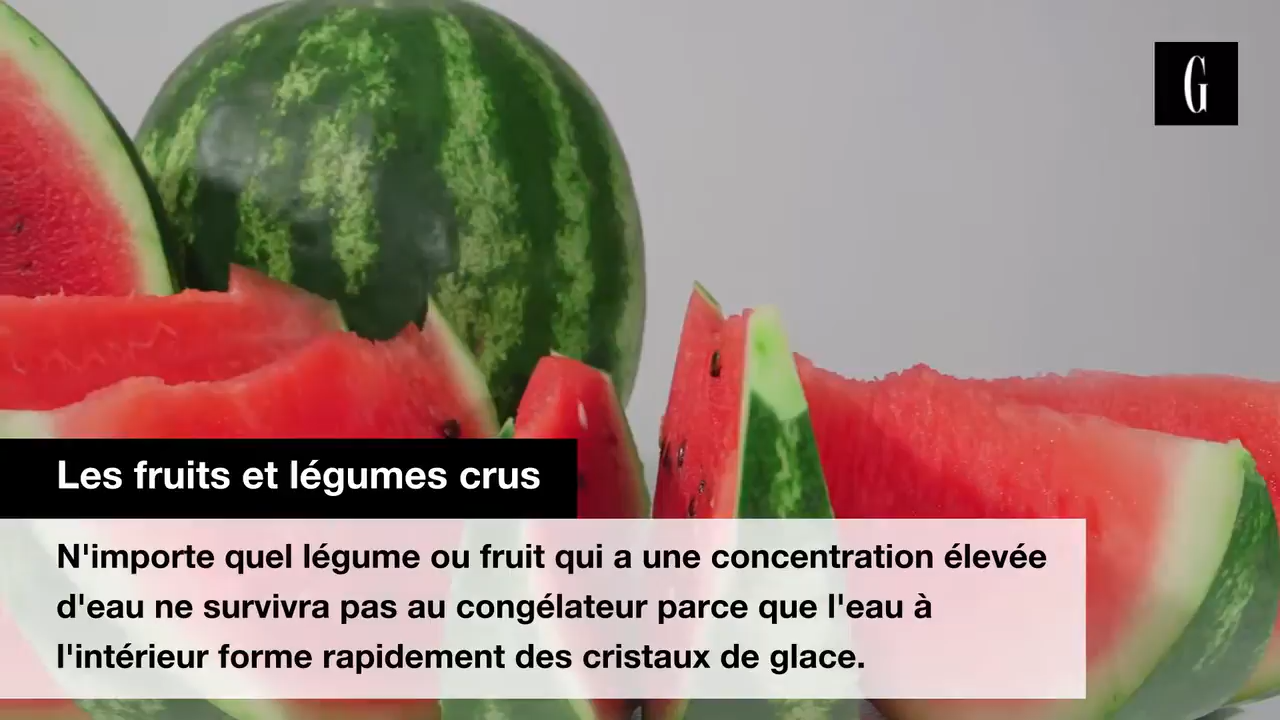 G
Les fruits et légumes crus
N'importe quel légume ou fruit qui a une concentration élevée
d'eau ne survivra pas au congélateur parce que l'eau à
l'intérieur forme rapidement des cristaux de glace.